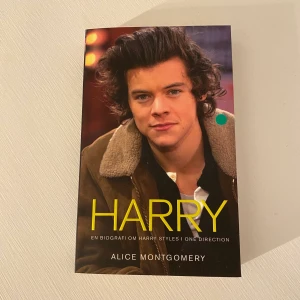 HARRY
EN BIOGRAFI OM HARRY STYLES I ONE DIRECTION
ALICE MONTGOMERY